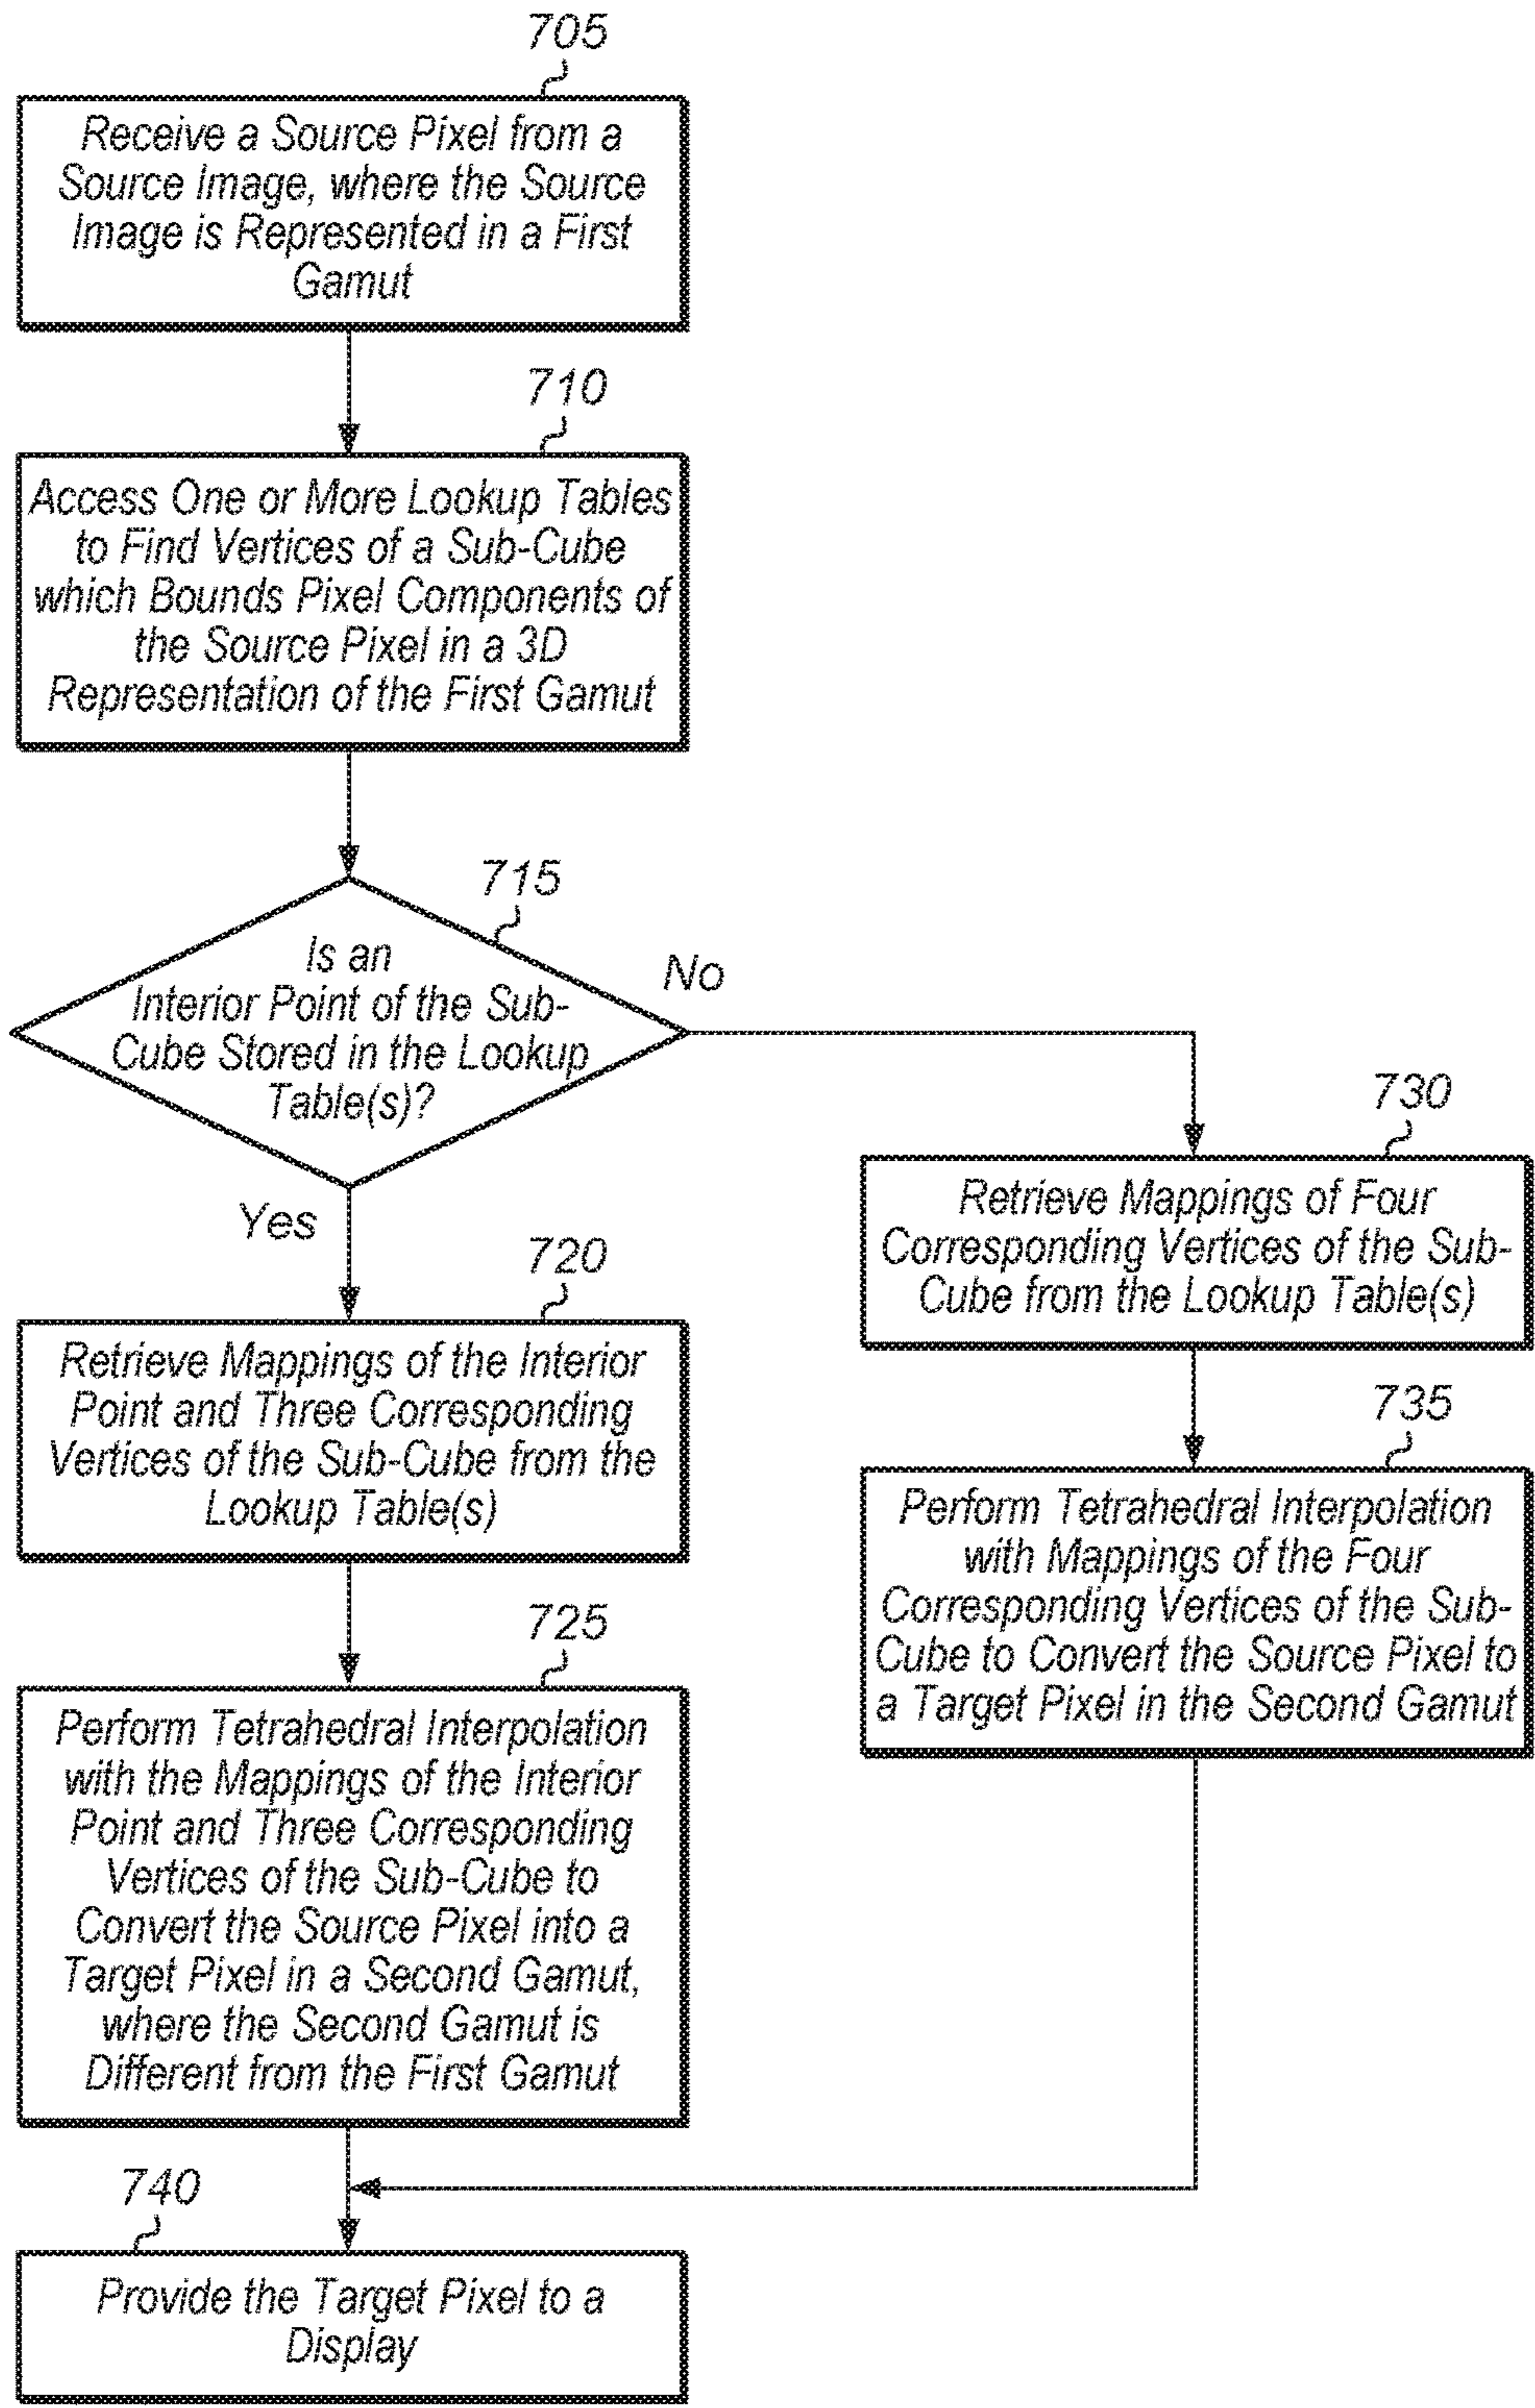 705
Receive a Source Pixel from a
Source Image, where the Source
Image is Represented in a First
Gamut
710
Access One or More Lookup Tables
to Find Vertices of a Sub-Cube
which Bounds Pixel Components of
the Source Pixel in a 3D
Representation of the First Gamut
715
Is an
Interior Point of the Sub-
Cube Stored in the Lookup
Table(s)?
No
Yes
720
Retrieve Mappings of the Interior
Point and Three Corresponding
Vertices of the Sub-Cube from the
Lookup Table(s)
725
Perform Tetrahedral Interpolation
with the Mappings of the Interior
Point and Three Corresponding
Vertices of the Sub-Cube to
Convert the Source Pixel into a
Target Pixel in a Second Gamut,
where the Second Gamut is
Different from the First Gamut
730
Retrieve Mappings of Four
Corresponding Vertices of the Sub-
Cube from the Lookup Table(s)
735
Perform Tetrahedral Interpolation
with Mappings of the Four
Corresponding Vertices of the Sub-
Cube to Convert the Source Pixel to
a Target Pixel in the Second Gamut
740
Provide the Target Pixel to a
Display